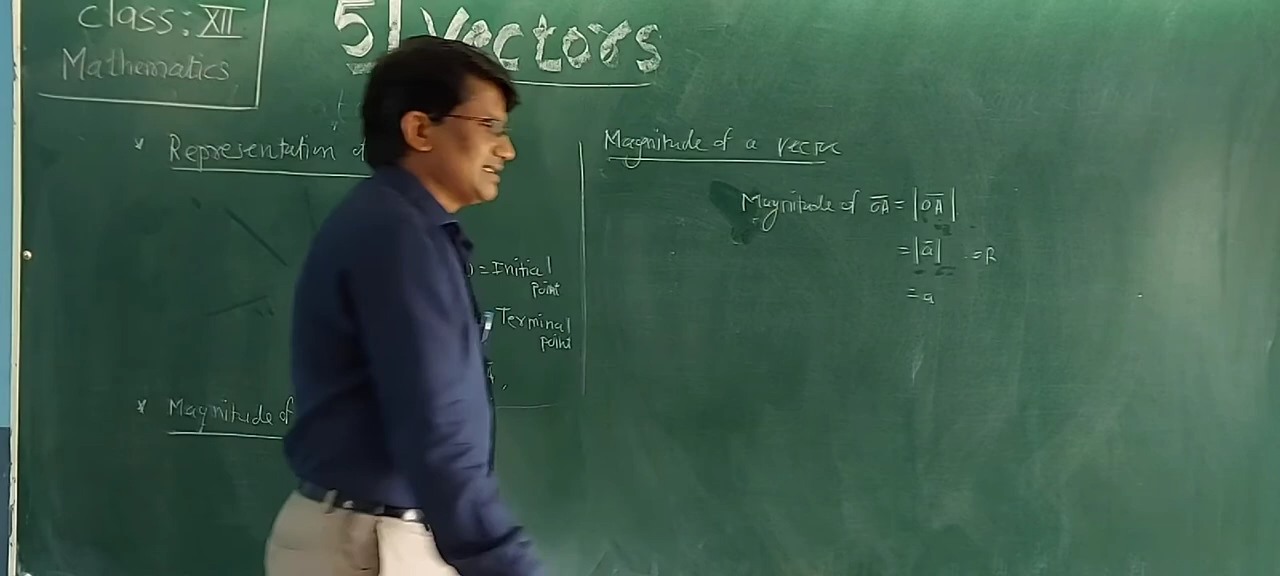 class: XII
Mathematics
5] Vectors
* Representation of
) = Initial
point
Terminal
point
* Magnitude of
Magnitude of a vector
Magnitude of OA̅ = |OA̅|
= |a̅| = R
= a